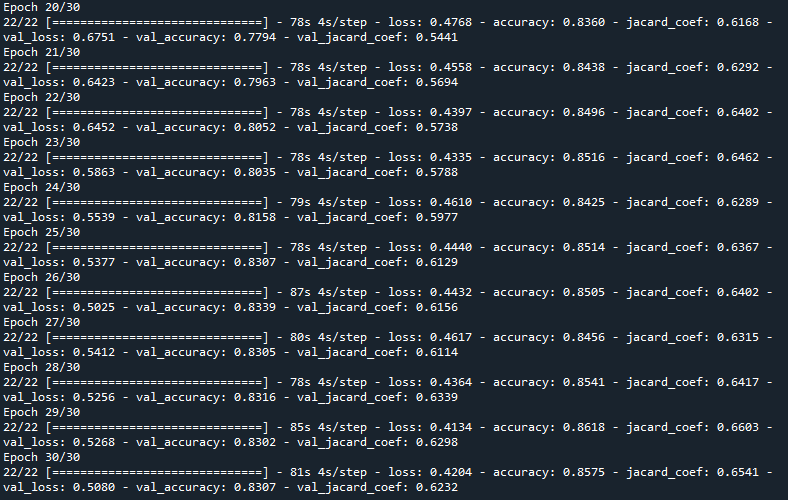 Epoch 20/30
22/22 [==============================] - 78s 4s/step - loss: 0.4768 - accuracy: 0.8360 - jacard_coef: 0.6168 -
val_loss: 0.6751 - val_accuracy: 0.7794 - val_jacard_coef: 0.5441
Epoch 21/30
22/22 [==============================] - 78s 4s/step - loss: 0.4558 - accuracy: 0.8438 - jacard_coef: 0.6292 -
val_loss: 0.6423 - val_accuracy: 0.7963 - val_jacard_coef: 0.5694
Epoch 22/30
22/22 [==============================] - 78s 4s/step - loss: 0.4397 - accuracy: 0.8496 - jacard_coef: 0.6402 -
val_loss: 0.6452 - val_accuracy: 0.8052 - val_jacard_coef: 0.5738
Epoch 23/30
22/22 [==============================] - 78s 4s/step - loss: 0.4335 - accuracy: 0.8516 - jacard_coef: 0.6462 -
val_loss: 0.5863 - val_accuracy: 0.8035 - val_jacard_coef: 0.5788
Epoch 24/30
22/22 [==============================] - 79s 4s/step - loss: 0.4610 - accuracy: 0.8425 - jacard_coef: 0.6289 -
val_loss: 0.5539 - val_accuracy: 0.8158 - val_jacard_coef: 0.5977
Epoch 25/30
22/22 [==============================] - 78s 4s/step - loss: 0.4440 - accuracy: 0.8514 - jacard_coef: 0.6367 -
val_loss: 0.5377 - val_accuracy: 0.8307 - val_jacard_coef: 0.6129
Epoch 26/30
22/22 [==============================] - 87s 4s/step - loss: 0.4432 - accuracy: 0.8505 - jacard_coef: 0.6402 -
val_loss: 0.5025 - val_accuracy: 0.8339 - val_jacard_coef: 0.6156
Epoch 27/30
22/22 [==============================] - 80s 4s/step - loss: 0.4617 - accuracy: 0.8456 - jacard_coef: 0.6315 -
val_loss: 0.5412 - val_accuracy: 0.8305 - val_jacard_coef: 0.6114
Epoch 28/30
22/22 [==============================] - 78s 4s/step - loss: 0.4364 - accuracy: 0.8541 - jacard_coef: 0.6417 -
val_loss: 0.5256 - val_accuracy: 0.8316 - val_jacard_coef: 0.6339
Epoch 29/30
22/22 [==============================] - 85s 4s/step - loss: 0.4134 - accuracy: 0.8618 - jacard_coef: 0.6603 -
val_loss: 0.5268 - val_accuracy: 0.8302 - val_jacard_coef: 0.6298
Epoch 30/30
22/22 [==============================] - 81s 4s/step - loss: 0.4204 - accuracy: 0.8575 - jacard_coef: 0.6541 -
val_loss: 0.5080 - val_accuracy: 0.8307 - val_jacard_coef: 0.6232